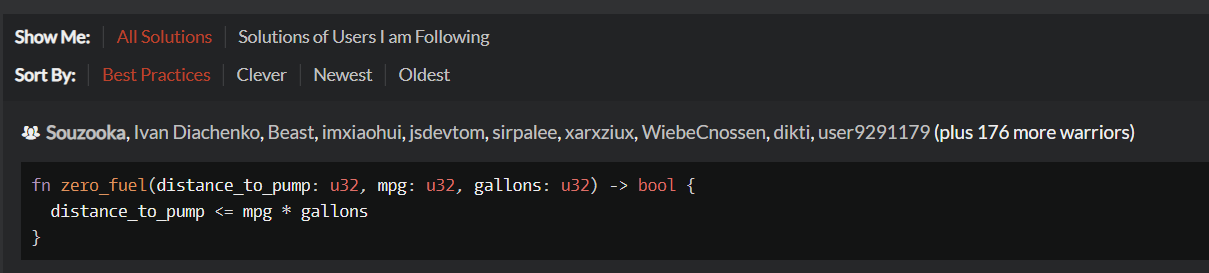 Show Me: All Solutions Solutions of Users I am Following
Sort By: Best Practices Clever Newest Oldest
Souzooka, Ivan Diachenko, Beast, imxiaohui, jsdevtom, sirpalee, xarxziux, WiebeCnossen, dikti, user9291179 (plus 176 more warriors)
fn zero_fuel(distance_to_pump: u32, mpg: u32, gallons: u32) -> bool {
  distance_to_pump <= mpg * gallons
}